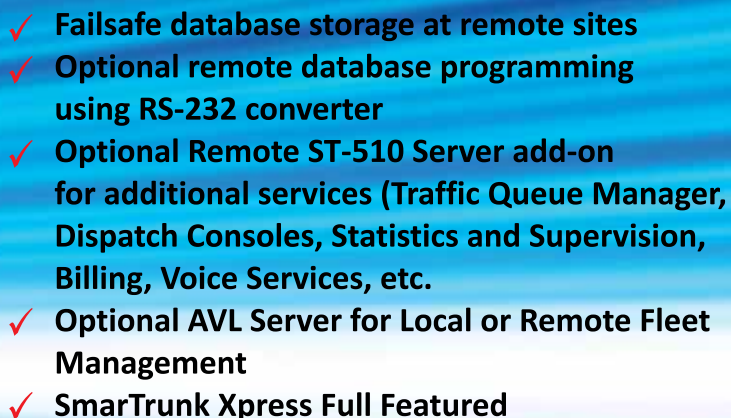 ✓ Failsafe database storage at remote sites
✓ Optional remote database programming
using RS-232 converter
✓ Optional Remote ST-510 Server add-on
for additional services (Traffic Queue Manager,
Dispatch Consoles, Statistics and Supervision,
Billing, Voice Services, etc.
✓ Optional AVL Server for Local or Remote Fleet
Management
✓ SmarTrunk Xpress Full Featured